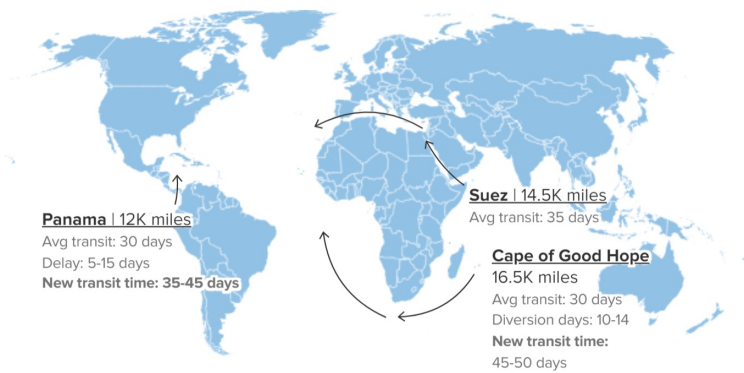 Panama | 12K miles
Avg transit: 30 days
Delay: 5-15 days
New transit time: 35-45 days
Suez | 14.5K miles
Avg transit: 35 days
Cape of Good Hope
16.5K miles
Avg transit: 30 days
Diversion days: 10-14
New transit time:
45-50 days